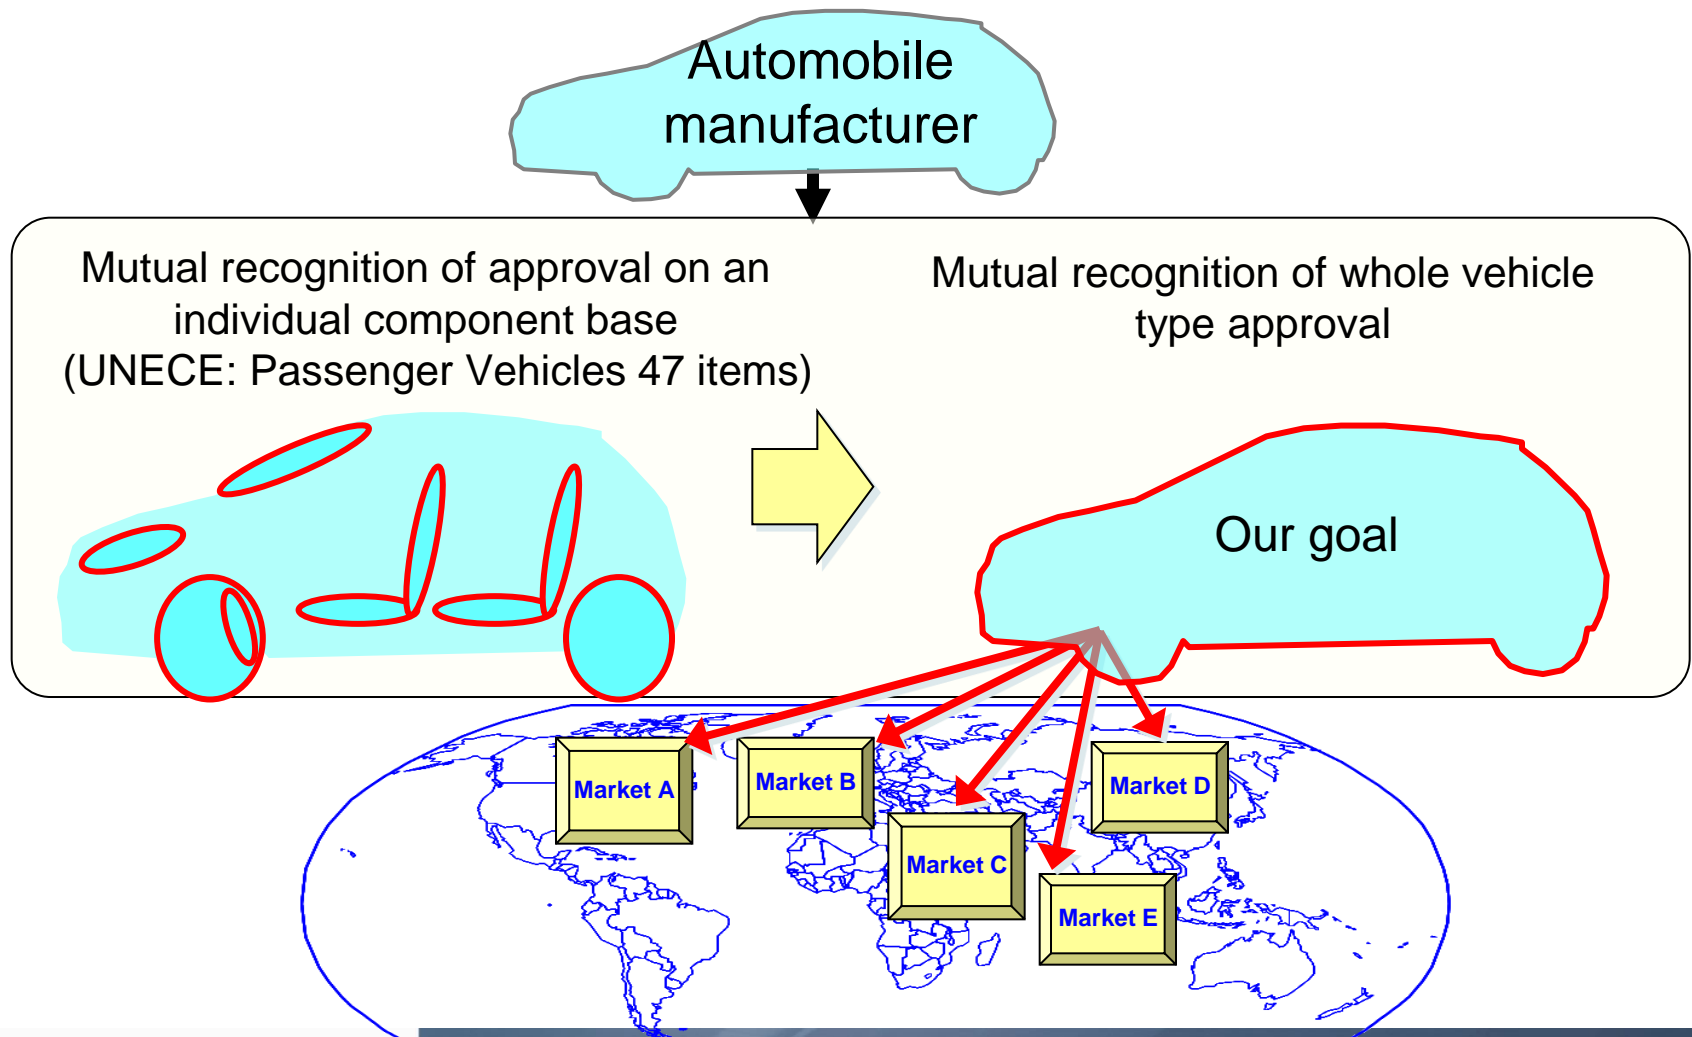 Automobile
manufacturer
Mutual recognition of approval on an
individual component base
(UNECE: Passenger Vehicles 47 items)
Mutual recognition of whole vehicle
type approval
Our goal
Market A
Market B
Market C
Market D
Market E